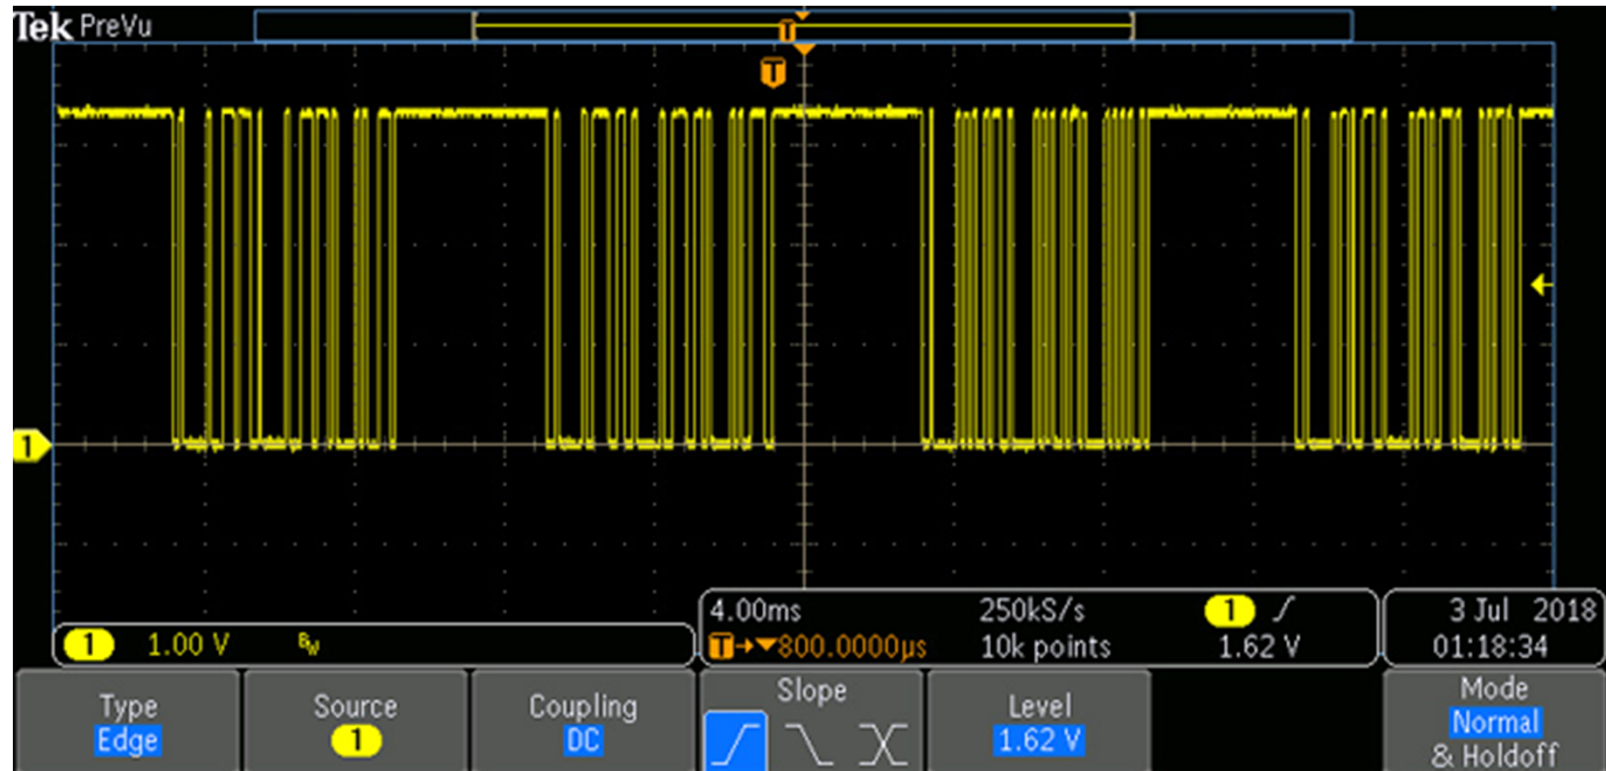 Tek PreVu
T
T
1
4.00ms 250kS/s 1 3 Jul 2018
1 1.00 V BW T→▼800.0000µs 10k points 1.62 V 01:18:34
Type Source Coupling Slope Level Mode
Edge 1 DC 1.62 V Normal
& Holdoff